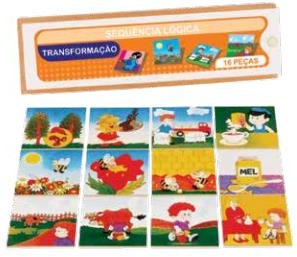 SEQUÊNCIA LÓGICA
TRANSFORMAÇÃO
16 PEÇAS
MEL